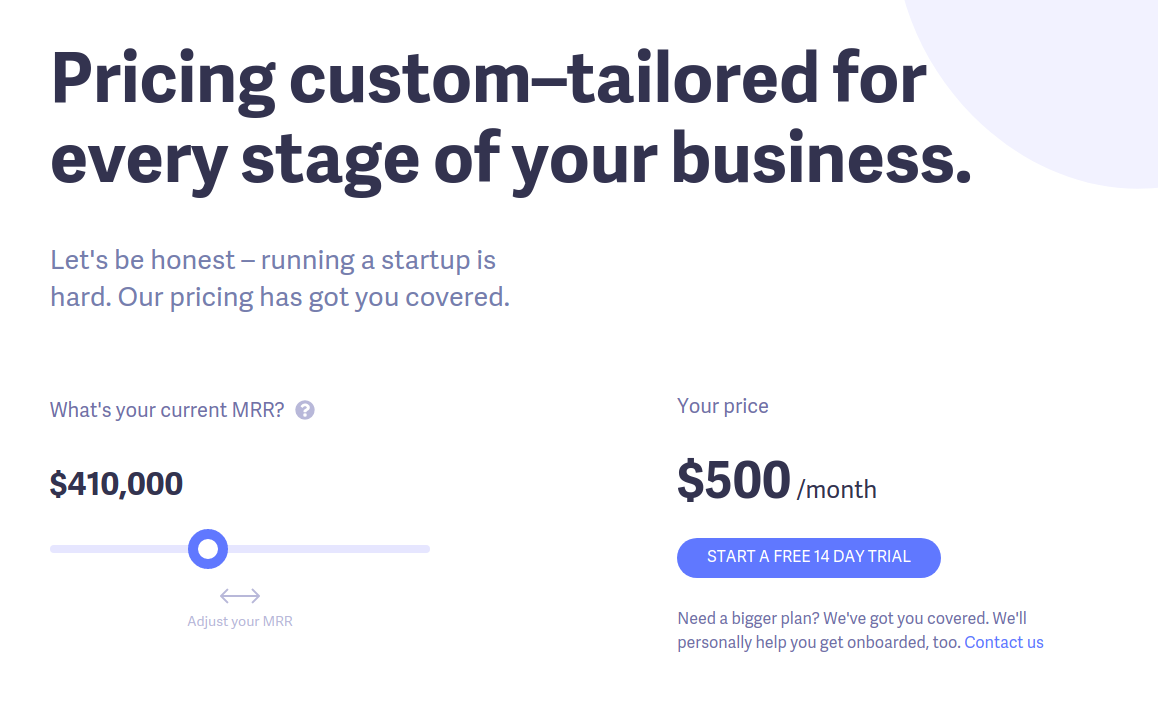 Pricing custom–tailored for
every stage of your business.
Let's be honest – running a startup is
hard. Our pricing has got you covered.
What's your current MRR? ?
$410,000
Adjust your MRR
Your price
$500 /month
START A FREE 14 DAY TRIAL
Need a bigger plan? We've got you covered. We'll
personally help you get onboarded, too. Contact us